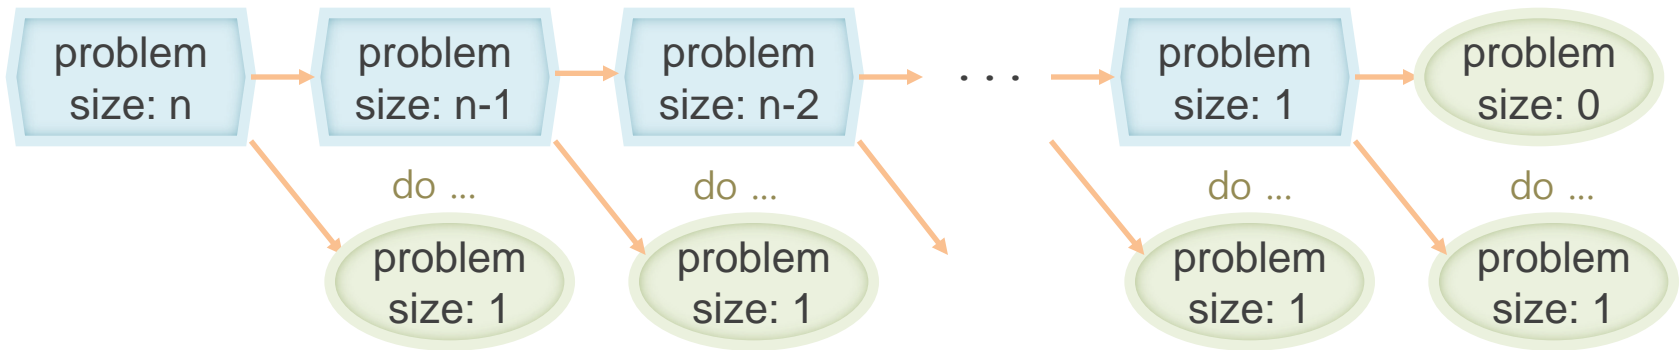 problem
size: n
problem
size: n-1
problem
size: n-2
. . .
problem
size: 1
problem
size: 0
do ...
do ...
do ...
do ...
problem
size: 1
problem
size: 1
problem
size: 1
problem
size: 1